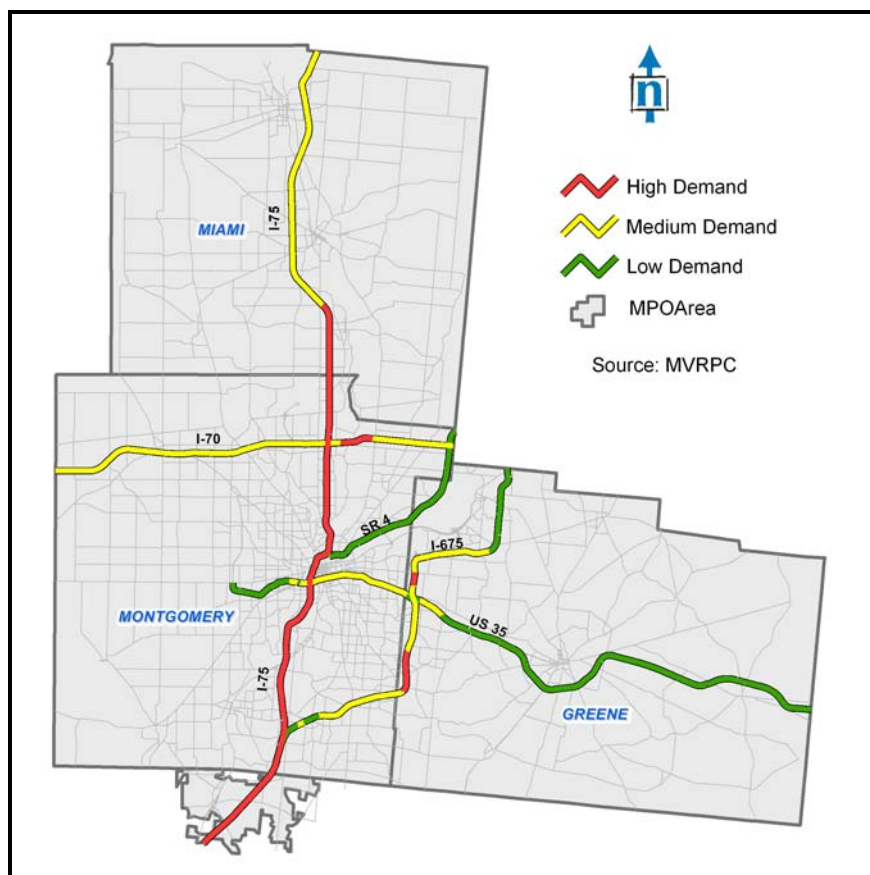 n
High Demand
Medium Demand
Low Demand
MPOArea
Source: MVRPC
I-75
MIAMI
I-70
SR 4
I-675
MONTGOMERY
US 35
I-75
GREENE